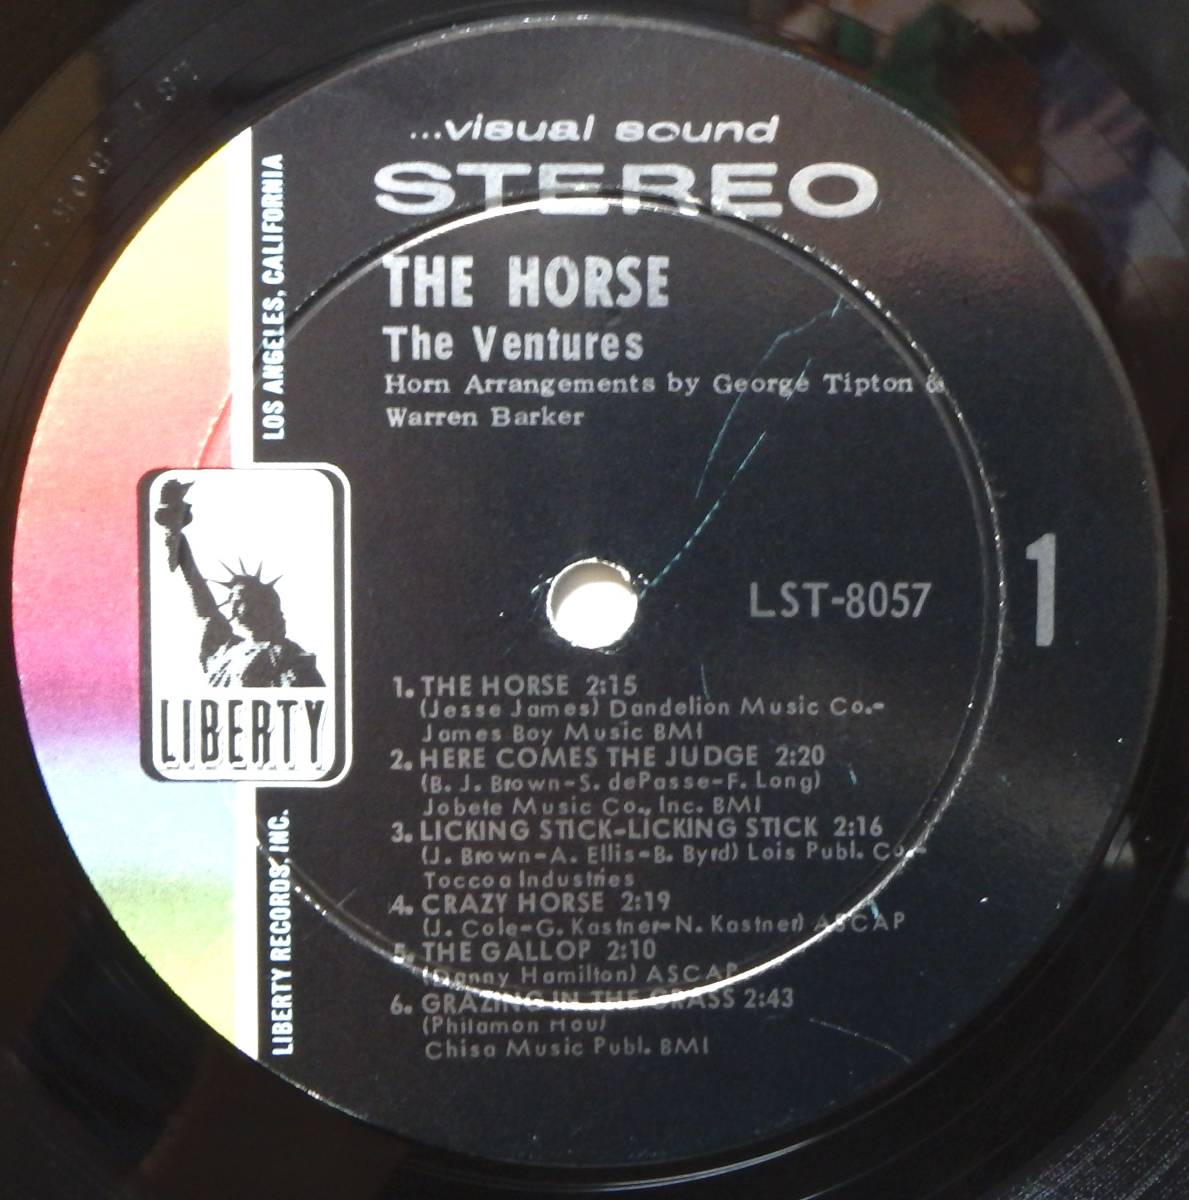 ...visual sound
STEREO
THE HORSE
The Ventures
Horn Arrangements by George Tipton &
Warren Barker
LOS ANGELES, CALIFORNIA
LIBERTY
LIBERTY RECORDS, INC.
LST-8057
1
1. THE HORSE 2:15
(Jesse James) Dandelion Music Co.-
James Boy Music BMI
2. HERE COMES THE JUDGE 2:20
(B. J. Brown-S. dePasse-F. Long)
Jobete Music Co., Inc. BMI
3. LICKING STICK-LICKING STICK 2:16
(J. Brown-A. Ellis-B. Byrd) Lois Publ. Co.-
Toccoa Industries
4. CRAZY HORSE 2:19
(J. Cole-G. Kastner-N. Kastner) ASCAP
5. THE GALLOP 2:10
(Danny Hamilton) ASCAP
6. GRAZING IN THE GRASS 2:43
(Philamon Hou)
Chisa Music Publ. BMI